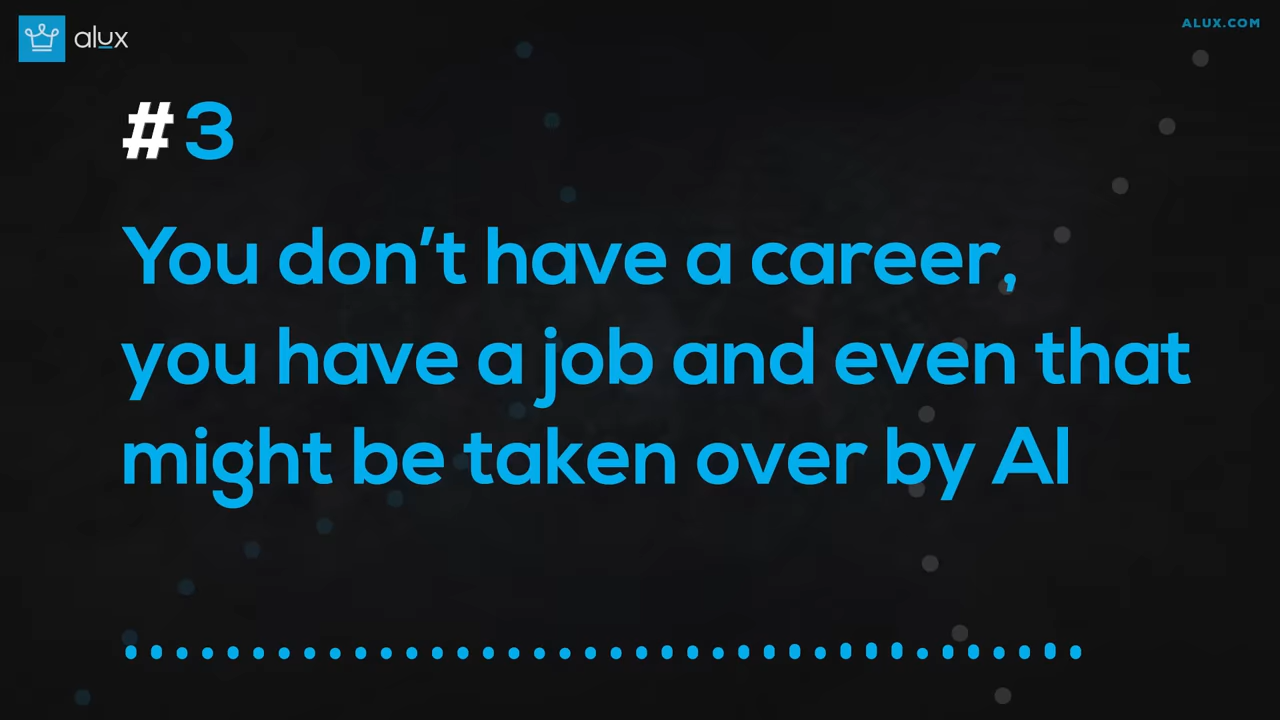 alux
ALUX.COM
#3
You don’t have a career,
you have a job and even that
might be taken over by AI